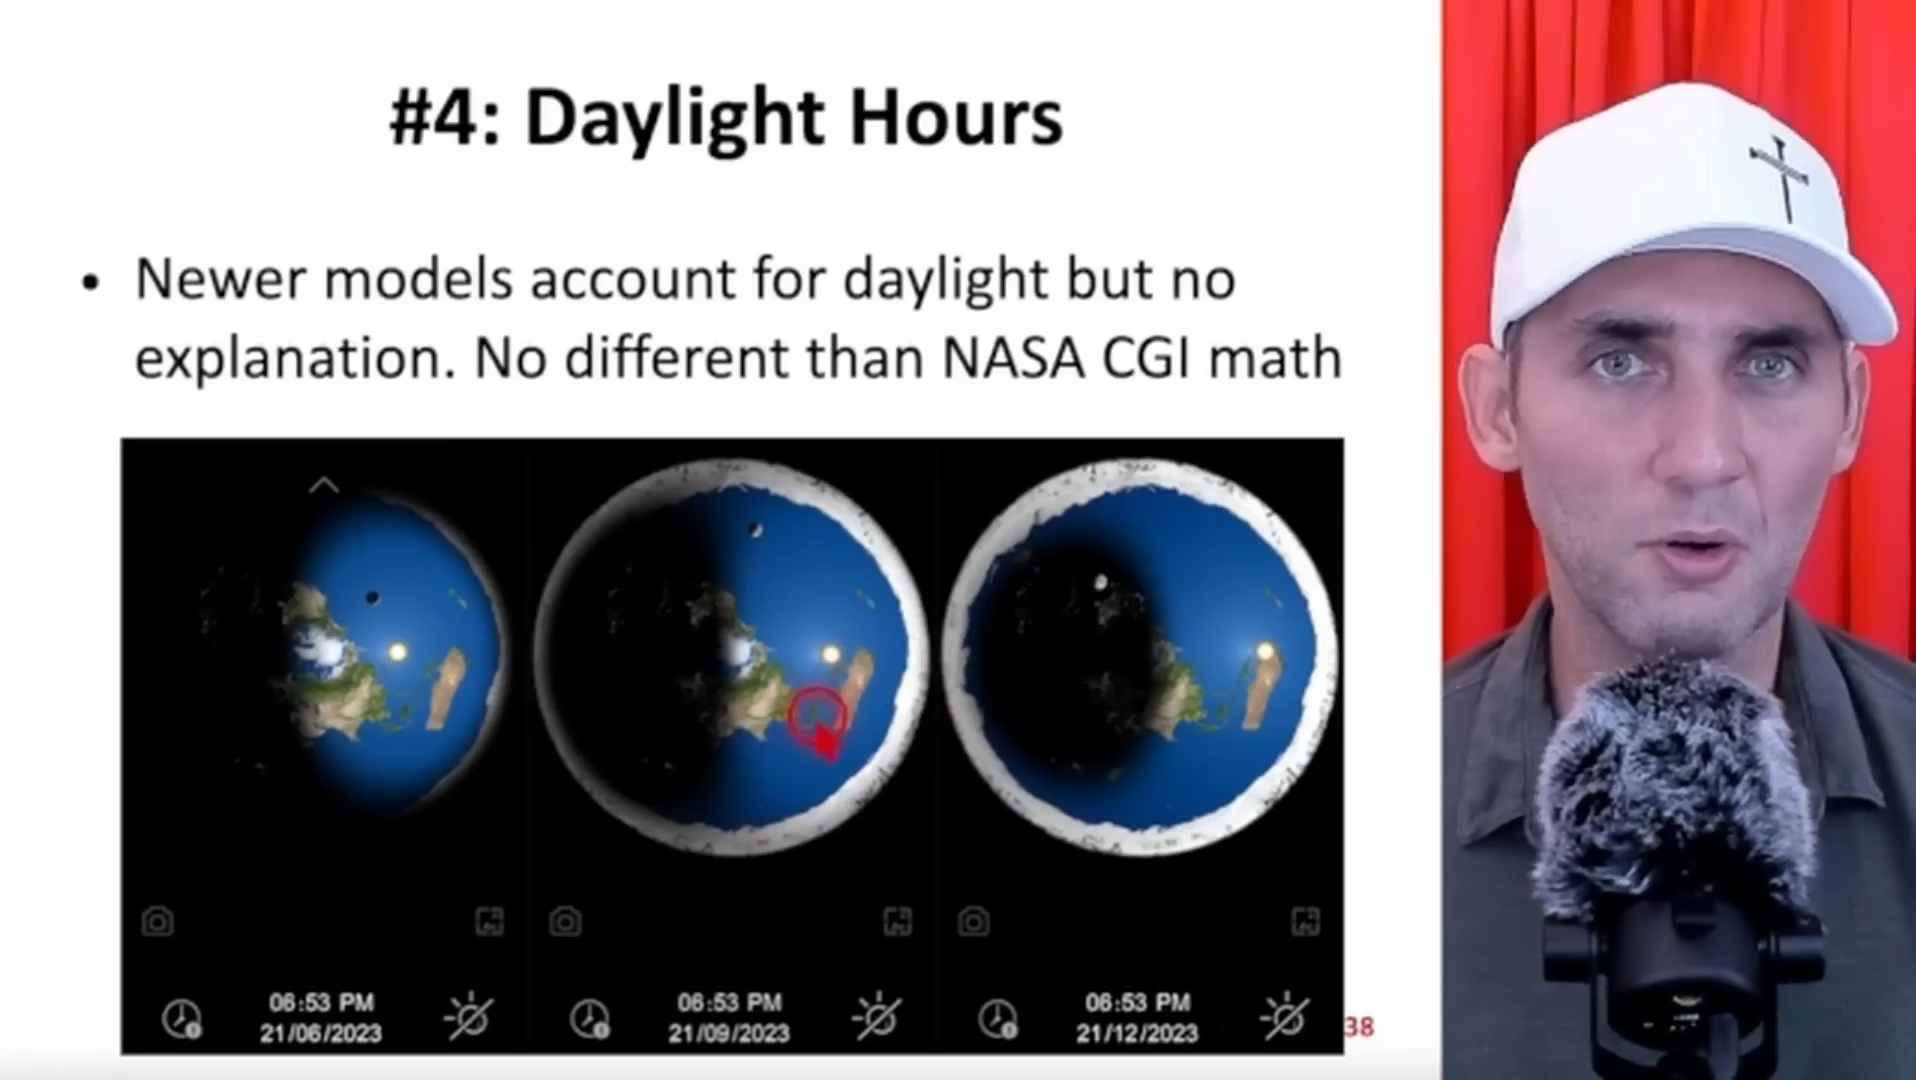 #4: Daylight Hours
• Newer models account for daylight but no
explanation. No different than NASA CGI math
06:53 PM
21/06/2023
06:53 PM
21/09/2023
06:53 PM
21/12/2023
38